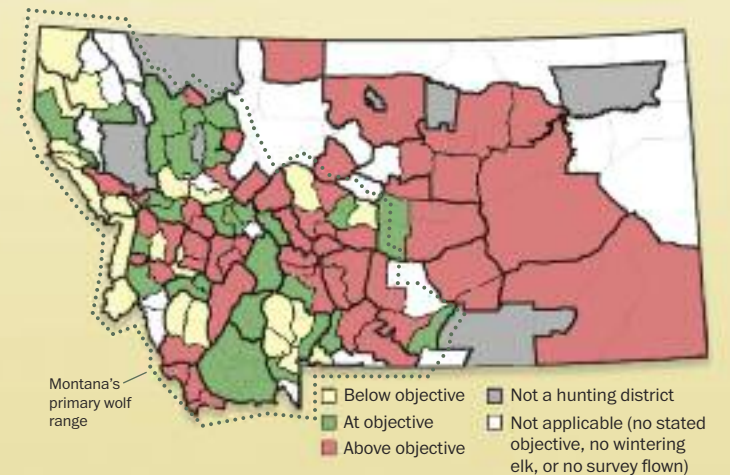 Montana's
primary wolf
range
Below objective
At objective
Above objective
Not a hunting district
Not applicable (no stated
objective, no wintering
elk, or no survey flown)